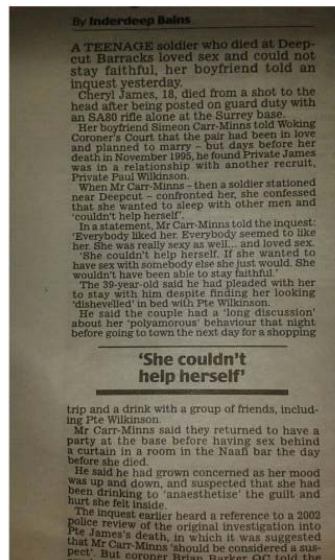 By Inderdeep Bains
A TEENAGE soldier who died at Deep-
cut Barracks loved sex and could not
stay faithful, her boyfriend told an
inquest yesterday.
Cheryl James, 18, died from a shot to the
head after being posted on guard duty with
an SA80 rifle alone at the Surrey base.
Her boyfriend Simeon Carr-Minns told Woking
Coroner's Court that the pair had been in love
and planned to marry – but days before her
death in November 1995, he found Private James
was in a relationship with another recruit,
Private Paul Wilkinson.
When Mr Carr-Minns – then a soldier stationed
near Deepcut – confronted her, she confessed
that she wanted to sleep with other men and
'couldn't help herself'.
In a statement, Mr Carr-Minns told the inquest:
'Everybody liked her. Everybody seemed to like
her. She was really sexy as well... and loved sex.
'She couldn't help herself. If she wanted to
have sex with somebody else she just would. She
wouldn't have been able to stay faithful.'
The 39-year-old said he had pleaded with her
to stay with him despite finding her looking
'dishevelled' in bed with Pte Wilkinson.
He said the couple had a 'long discussion'
about her 'polyamorous' behaviour that night
before going to town the next day for a shopping
'She couldn't
help herself'
trip and a drink with a group of friends, includ-
ing Pte Wilkinson.
Mr Carr-Minns said they returned to have a
party at the base before having sex behind
a curtain in a room in the Naafi bar the day
before she died.
He said he had grown concerned as her mood
was up and down, and suspected that she had
been drinking to 'anaesthetise' the guilt and
hurt she felt inside.
The inquest earlier heard a reference to a 2002
police review of the original investigation into
Pte James's death, in which it was suggested
that Mr Carr-Minns 'should be considered a sus-
pect'. But coroner Brian Barker QC the